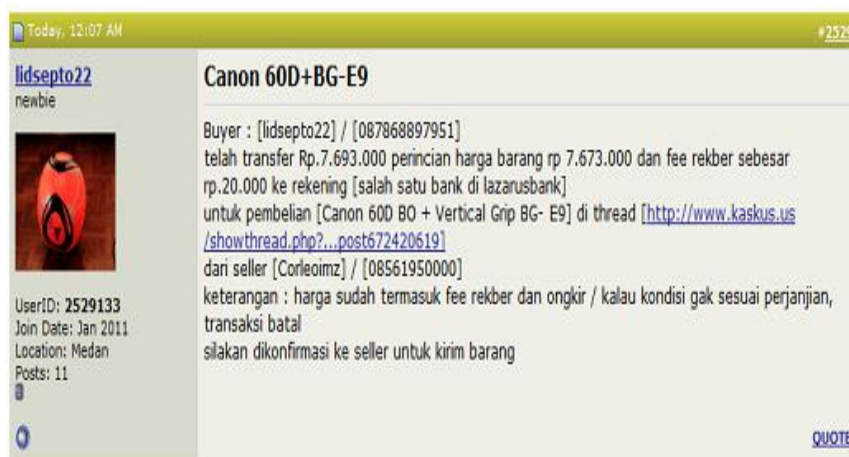 Today, 12:07 AM
#2529
lidsepto22
newbie
Canon 60D+BG-E9
Buyer : [lidsepto22] / [087868897951]
telah transfer Rp.7.693.000 perincian harga barang rp 7.673.000 dan fee rekber sebesar
rp.20.000 ke rekening [salah satu bank di lazarusbank]
untuk pembelian [Canon 60D BO + Vertical Grip BG- E9] di thread [http://www.kaskus.us
/showthread.php?...post672420619]
dari seller [Corleoimz] / [08561950000]
keterangan : harga sudah termasuk fee rekber dan ongkir / kalau kondisi gak sesuai perjanjian,
transaksi batal
silakan dikonfirmasi ke seller untuk kirim barang
UserID: 2529133
Join Date: Jan 2011
Location: Medan
Posts: 11
QUOTE